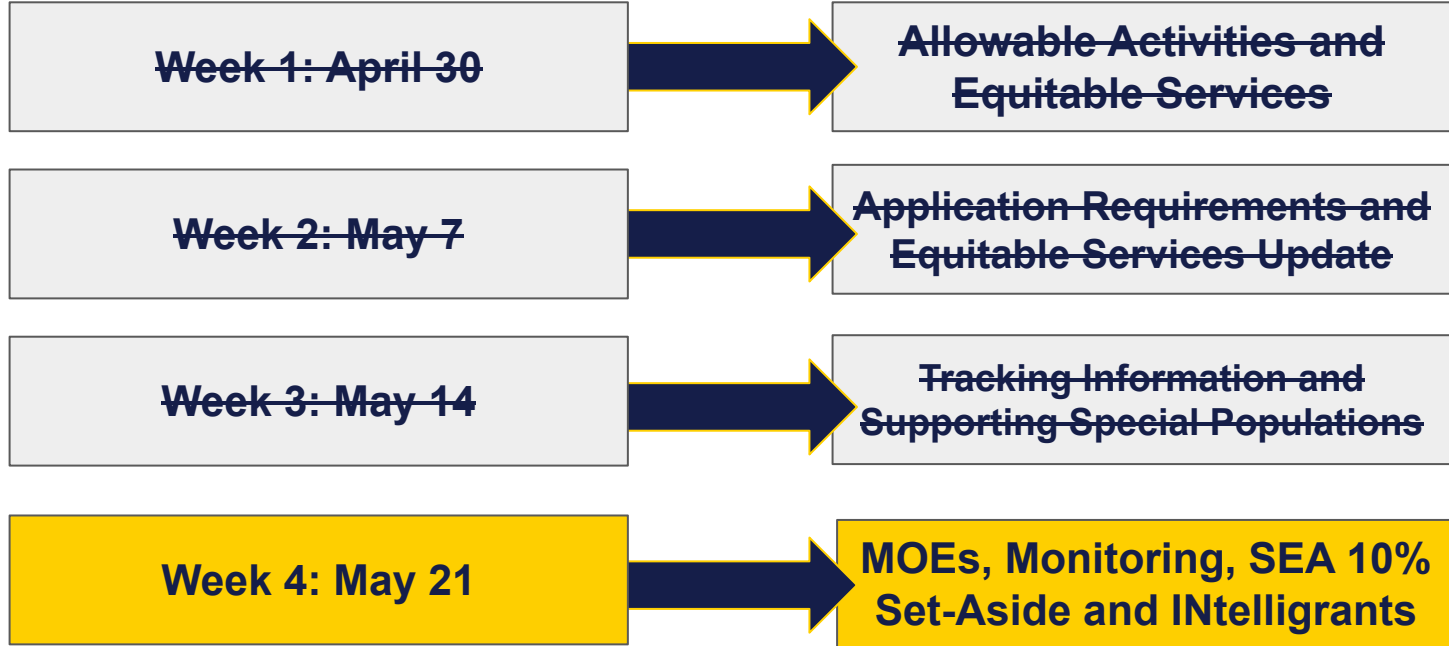 Week 1: April 30
Allowable Activities and
Equitable Services
Week 2: May 7
Application Requirements and
Equitable Services Update
Week 3: May 14
Tracking Information and
Supporting Special Populations
Week 4: May 21
MOEs, Monitoring, SEA 10%
Set-Aside and INtelligrants